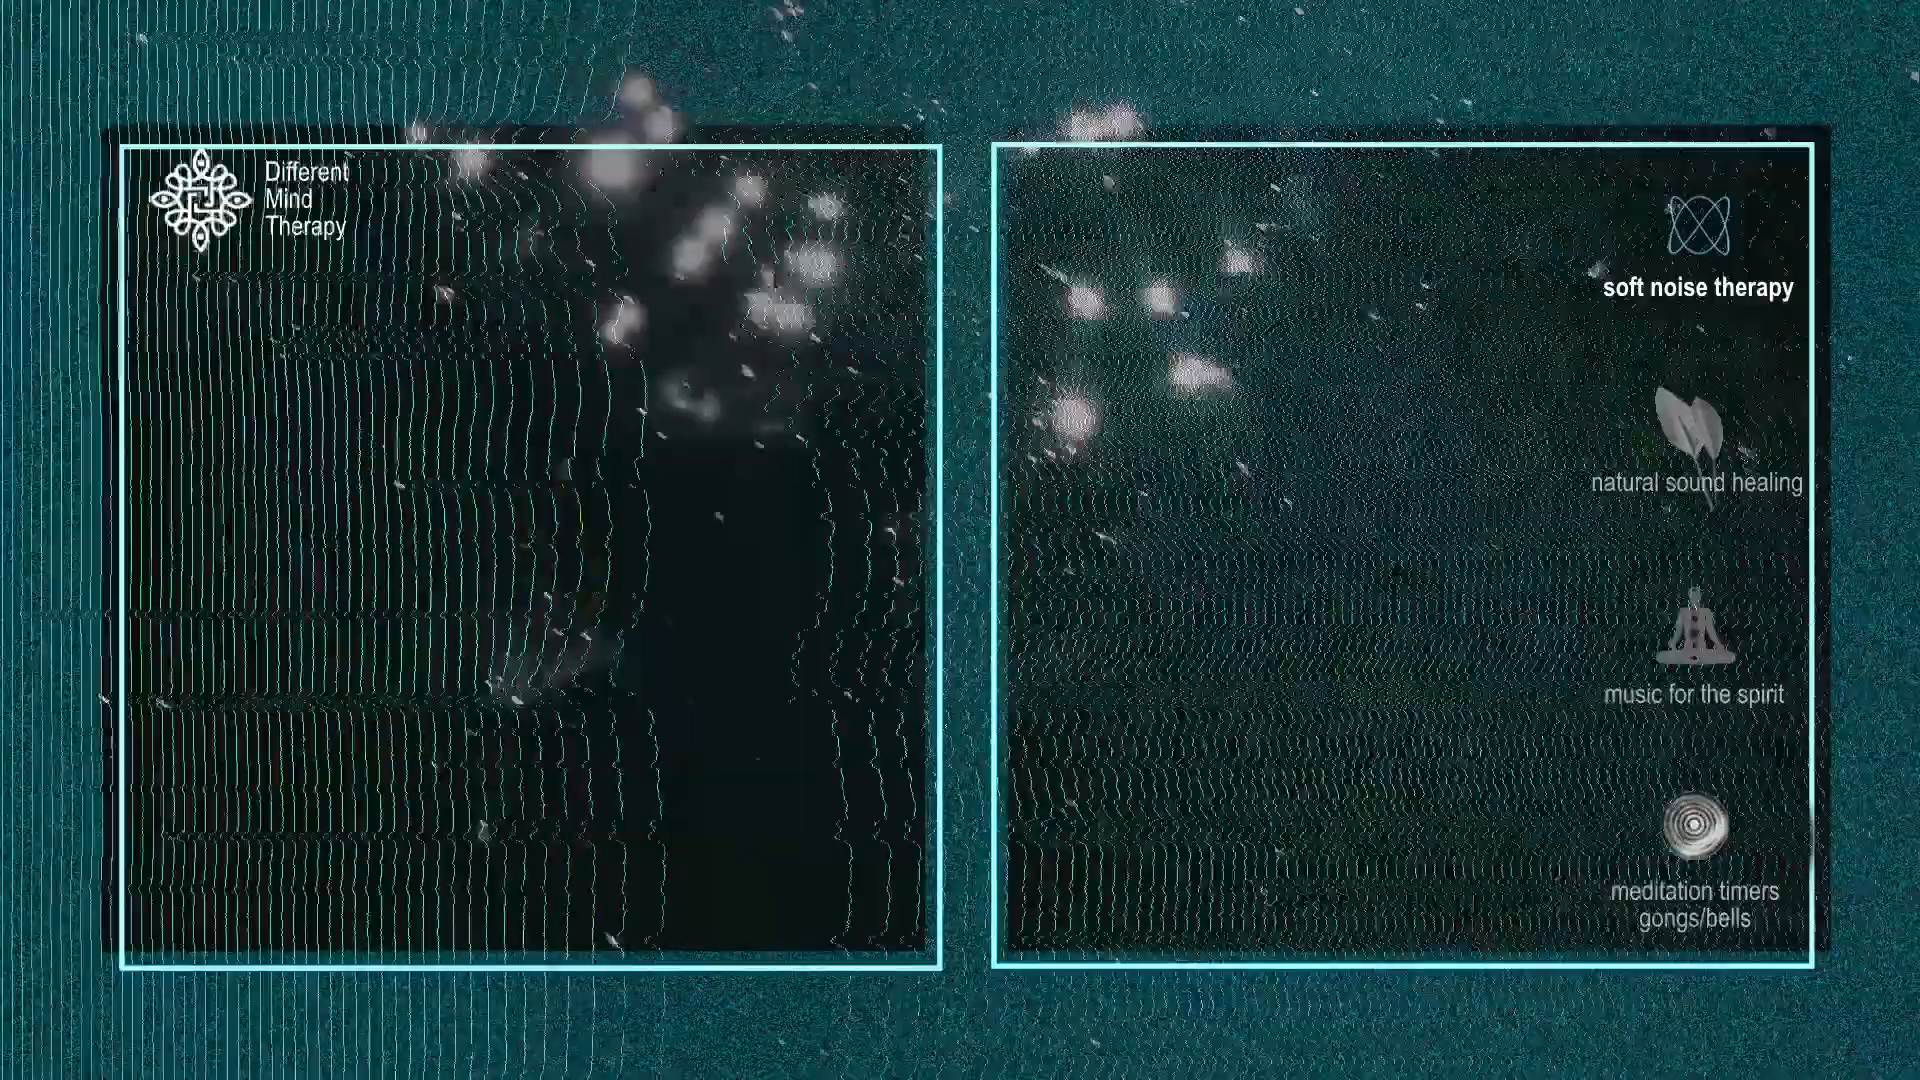 Different
Mind
Therapy
soft noise therapy
natural sound healing
music for the spirit
meditation timers
gongs/bells